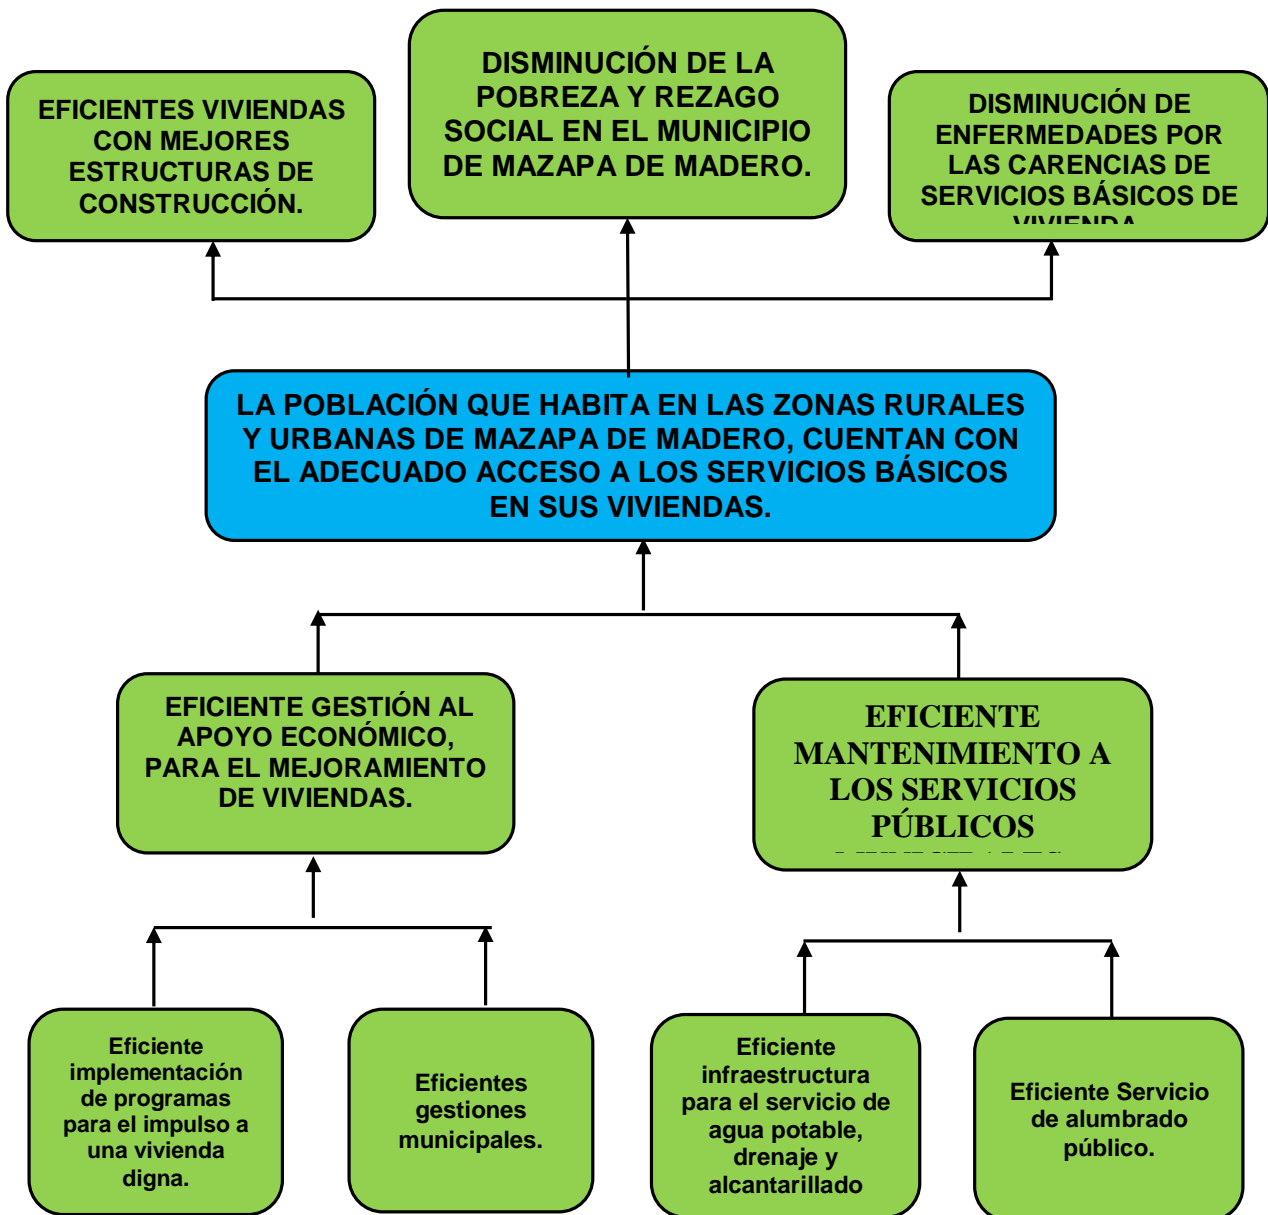 DISMINUCIÓN DE LA
POBREZA Y REZAGO
SOCIAL EN EL MUNICIPIO
DE MAZAPA DE MADERO.
EFICIENTES VIVIENDAS
CON MEJORES
ESTRUCTURAS DE
CONSTRUCCIÓN.
DISMINUCIÓN DE
ENFERMEDADES POR
LAS CARENCIAS DE
SERVICIOS BÁSICOS DE
VIVIENDA
LA POBLACIÓN QUE HABITA EN LAS ZONAS RURALES
Y URBANAS DE MAZAPA DE MADERO, CUENTAN CON
EL ADECUADO ACCESO A LOS SERVICIOS BÁSICOS
EN SUS VIVIENDAS.
EFICIENTE GESTIÓN AL
APOYO ECONÓMICO,
PARA EL MEJORAMIENTO
DE VIVIENDAS.
EFICIENTE
MANTENIMIENTO A
LOS SERVICIOS
PÚBLICOS
Eficiente
implementación
de programas
para el impulso a
una vivienda
digna.
Eficientes
gestiones
municipales.
Eficiente
infraestructura
para el servicio de
agua potable,
drenaje y
alcantarillado
Eficiente Servicio
de alumbrado
público.